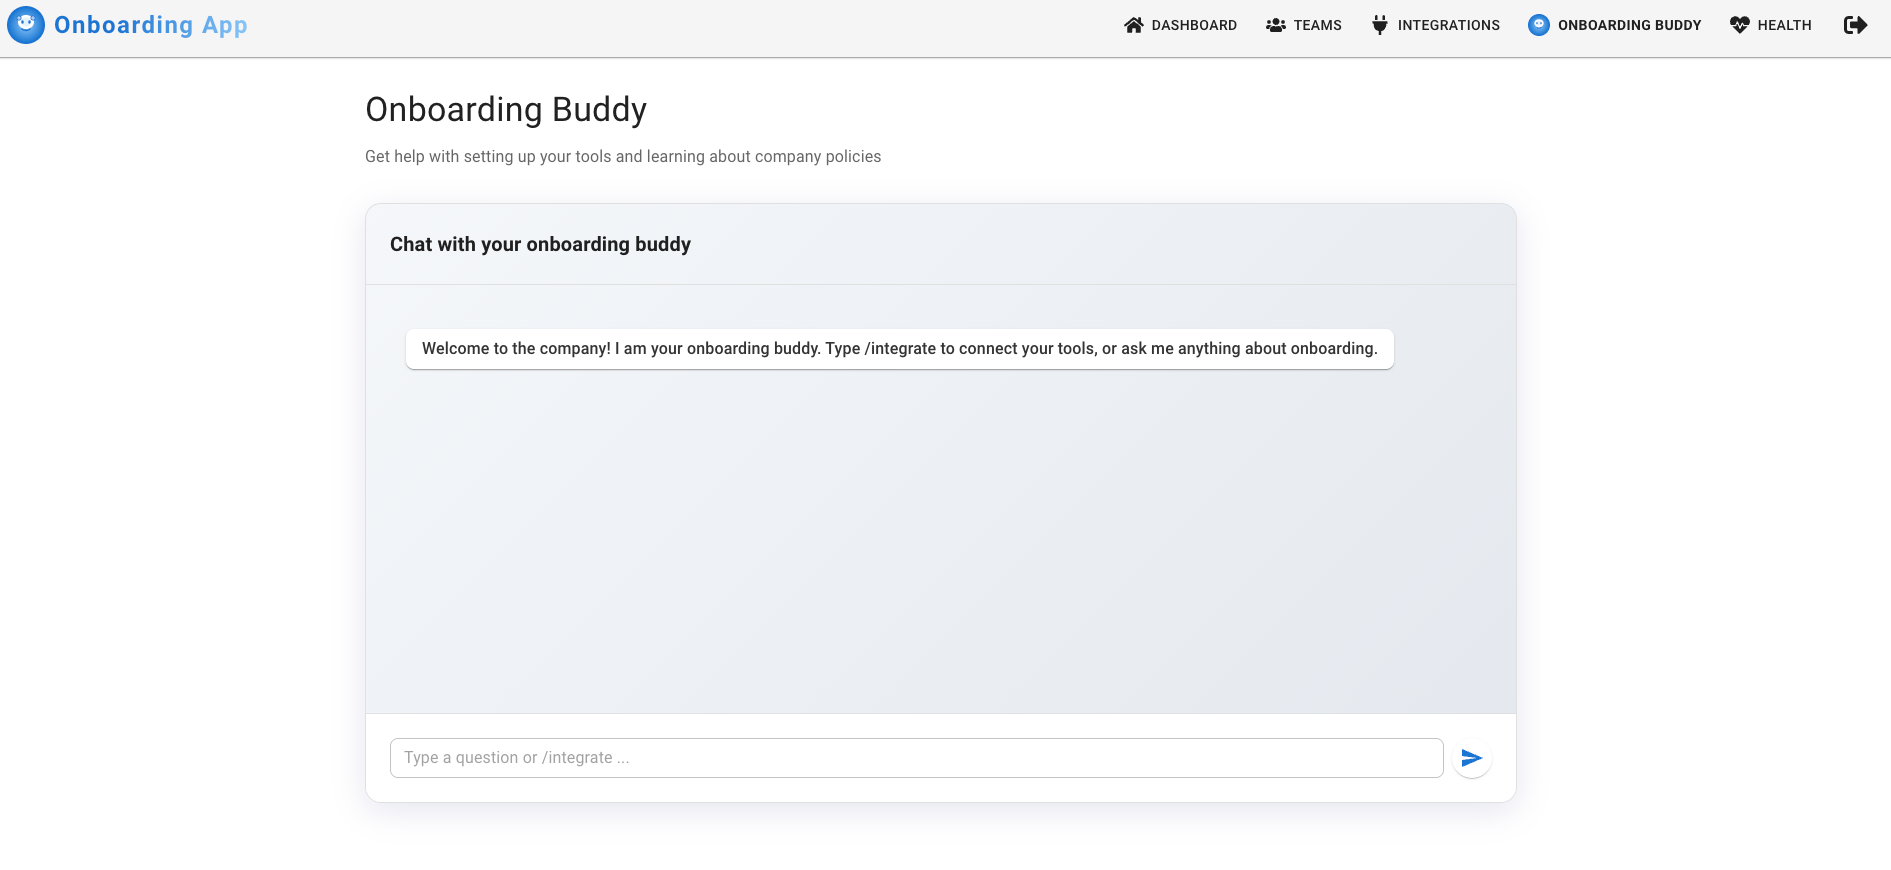 Onboarding App
DASHBOARD
TEAMS
INTEGRATIONS
ONBOARDING BUDDY
HEALTH
Onboarding Buddy
Get help with setting up your tools and learning about company policies
Chat with your onboarding buddy
Welcome to the company! I am your onboarding buddy. Type /integrate to connect your tools, or ask me anything about onboarding.
Type a question or /integrate ...